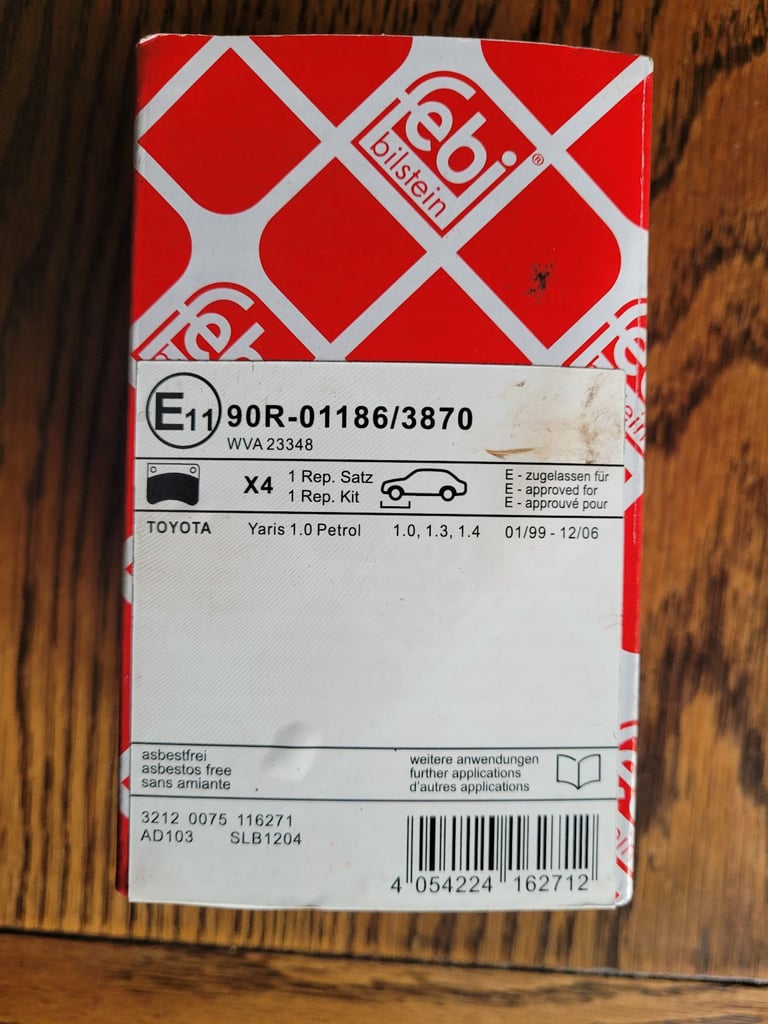 febi
bilstein
®
feb
ein
E11 90R-01186/3870
WVA 23348
X4 1 Rep. Satz
1 Rep. Kit
E - zugelassen für
E - approved for
E - approuvé pour
TOYOTA Yaris 1.0 Petrol 1.0, 1.3, 1.4 01/99 - 12/06
asbestfrei
asbestos free
sans amiante
weitere anwendungen
further applications
d'autres applications
3212 0075 116271
AD103 SLB1204
4 054224 162712